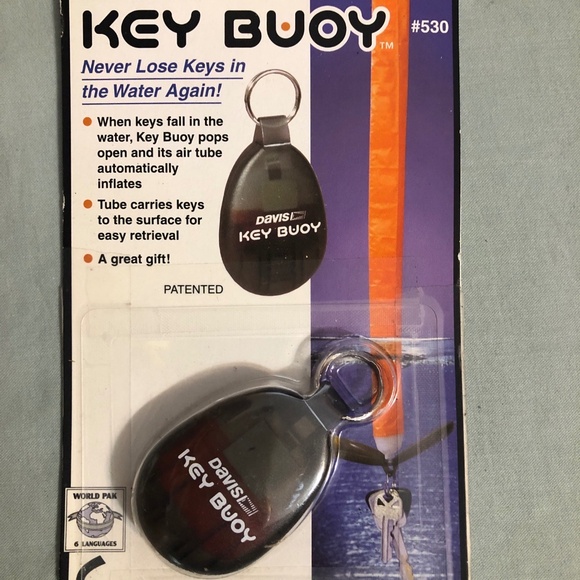 KEY BUOY™ #530
Never Lose Keys in
the Water Again!
• When keys fall in the
water, Key Buoy pops
open and its air tube
automatically
inflates
• Tube carries keys
to the surface for
easy retrieval
• A great gift!
PATENTED
DAVIS
KEY BUOY
DAVIS
KEY BUOY
WORLD PAK
6 LANGUAGES